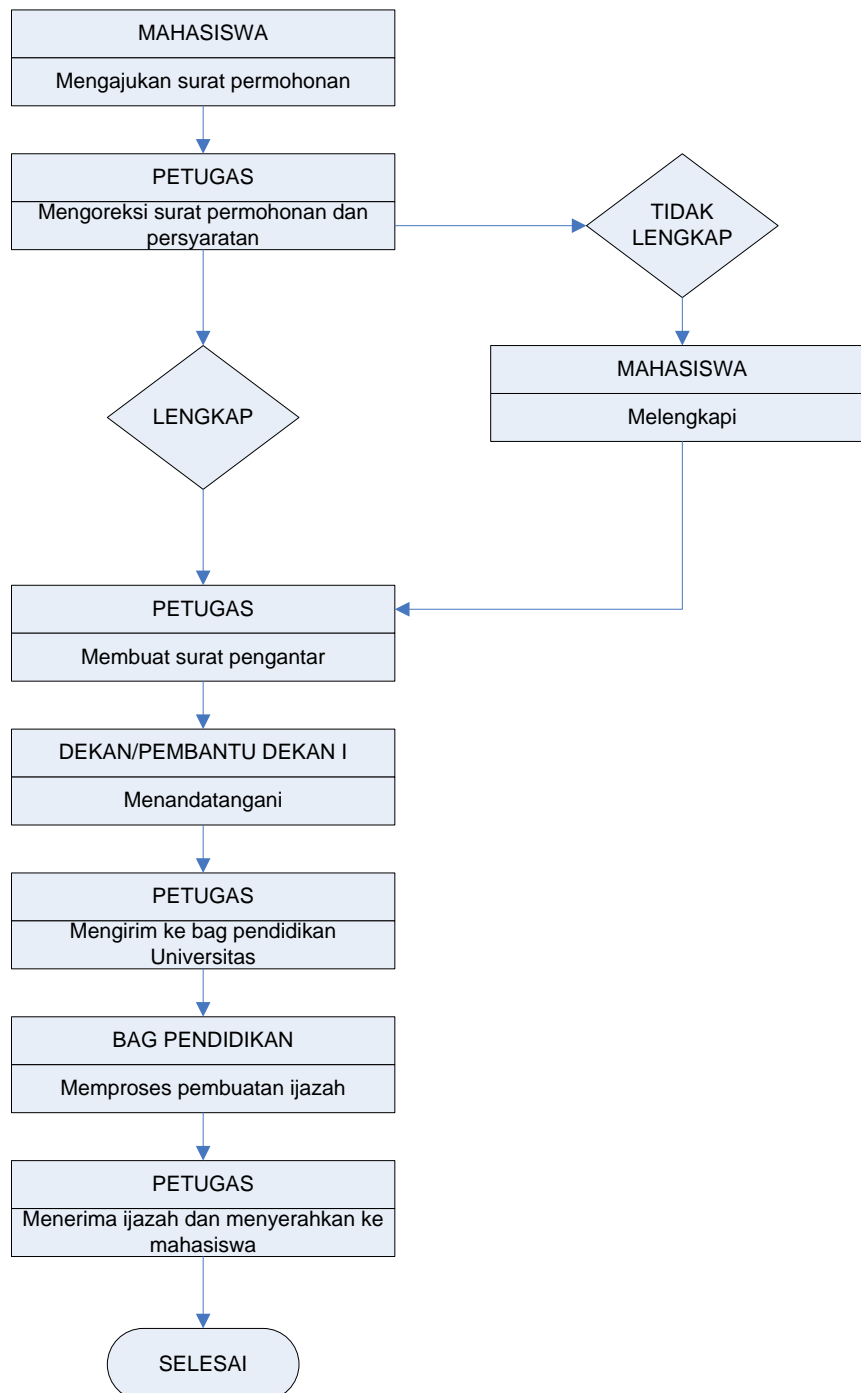 MAHASISWA
Mengajukan surat permohonan
PETUGAS
Mengoreksi surat permohonan dan
persyaratan
TIDAK
LENGKAP
MAHASISWA
Melengkapi
LENGKAP
PETUGAS
Membuat surat pengantar
DEKAN/PEMBANTU DEKAN I
Menandatangani
PETUGAS
Mengirim ke bag pendidikan
Universitas
BAG PENDIDIKAN
Memproses pembuatan ijazah
PETUGAS
Menerima ijazah dan menyerahkan ke
mahasiswa
SELESAI